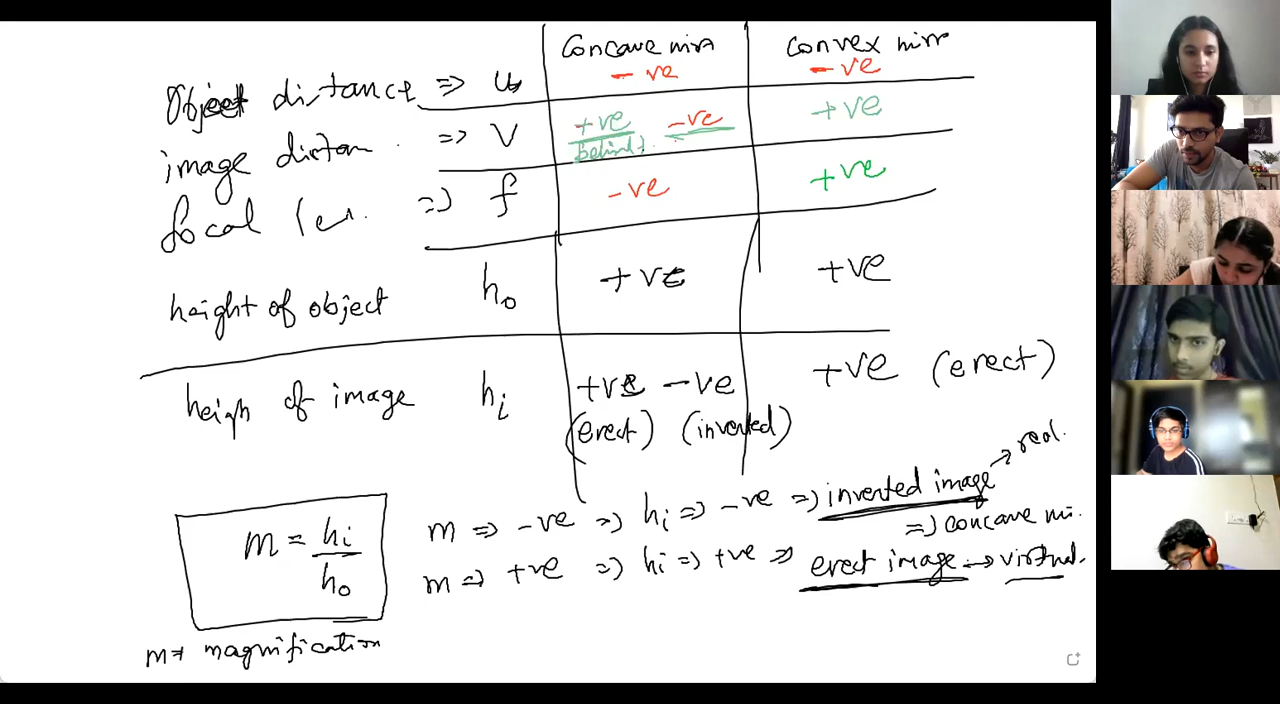 Concave mirr Convex mirr
Object distance => u - ve - ve
image distan => V +ve -ve +ve
behind
focal len. => f - ve +ve
height of object ho + ve +ve
heigh of image hi +ve -ve +ve (erect)
(erect) (inverted)
m => -ve => hi => -ve => inverted image → real.
=> concave mi.
m => +ve => hi => +ve => erect image → virtual.
m = hi
ho
m → magnification